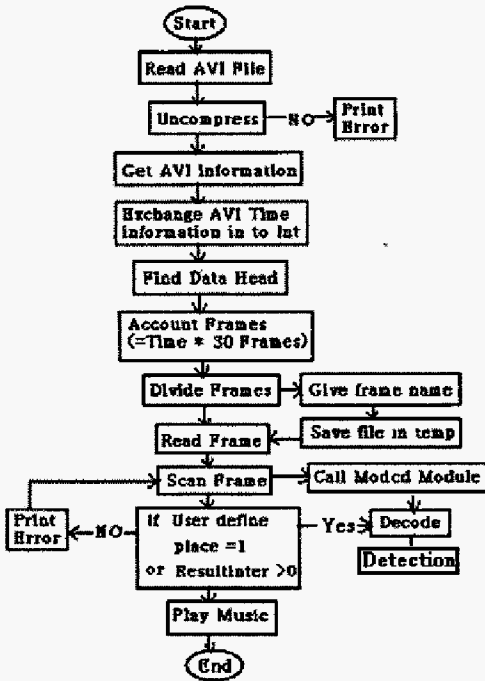 Start
Read AVI File
Uncompress
NO
Print
Error
Get AVI Information
Exchange AVI Time
information in to Int
Find Data Head
Account Frames
(=Time * 30 Frames)
Divide Frames
Give frame name
Read Frame
Save file in temp
Scan Frame
Call Moded Module
Print
Error
NO
If User define
place =1
or ResultInter >0
Yes
Decode
Detection
Play Music
End